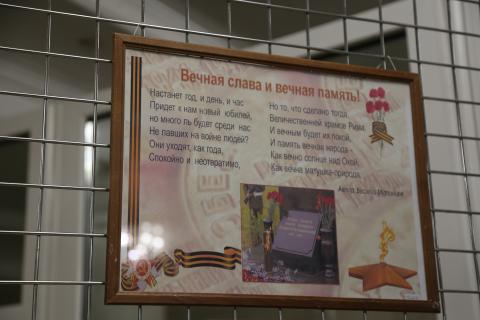 Вечная слава и вечная память!
Настанет год, и день, и час
Придет к нам новый юбилей,
но много ль будет среди нас
Не павших на войне людей?
Они уходят, как года,
Спокойно и неотвратимо,
Но то, что сделано тогда,
Величественней храмов Рима,
И вечным будет их покой,
И память вечная народа -
Как вечно солнце над Окой,
Как вечна матушка-природа.
Автор